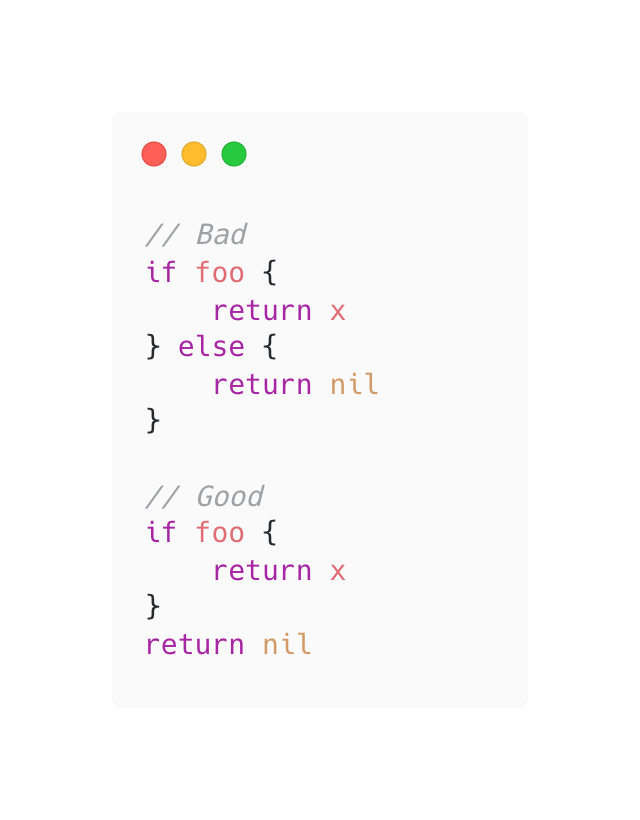 // Bad
if foo {
    return x
} else {
    return nil
}

// Good
if foo {
    return x
}
return nil